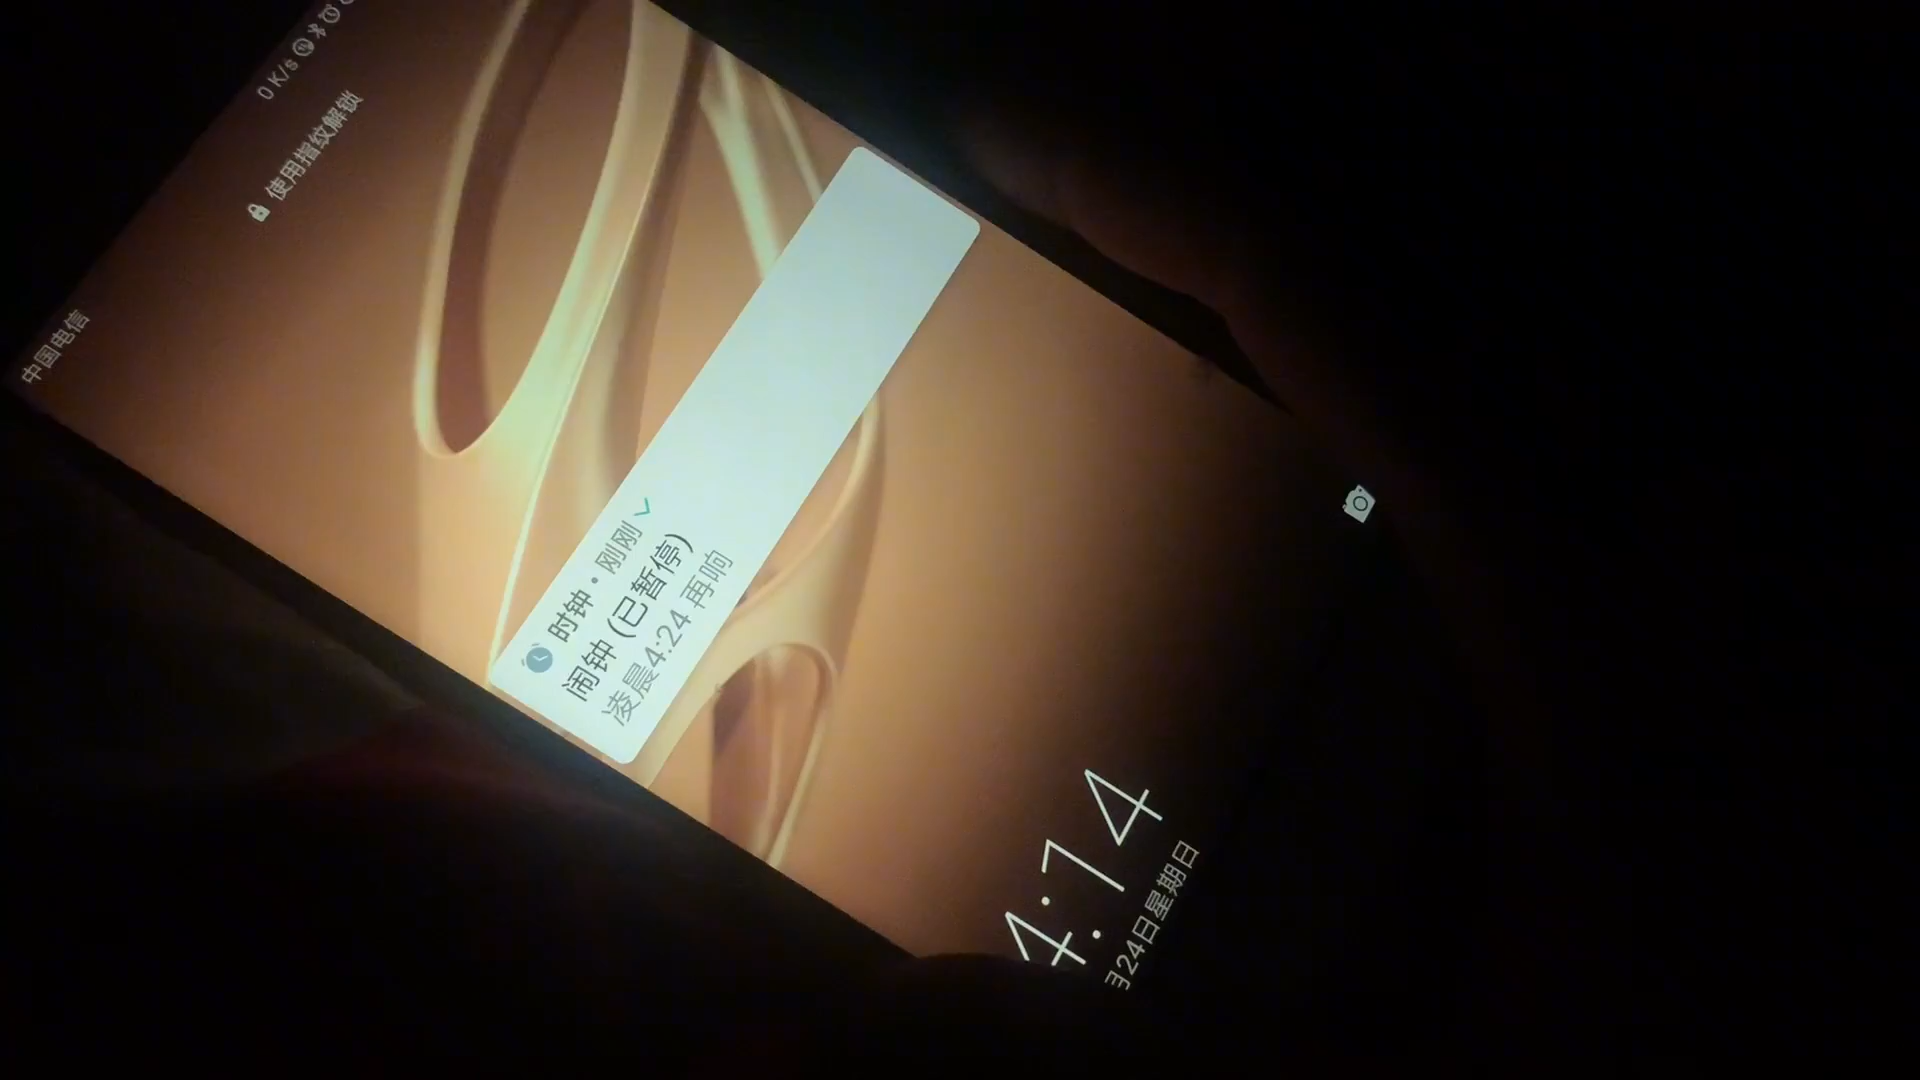 中国电信
0 K/s
使用指纹解锁
时钟 · 刚刚
闹钟 (已暂停)
凌晨4:24 再响
4:14
月24日星期日